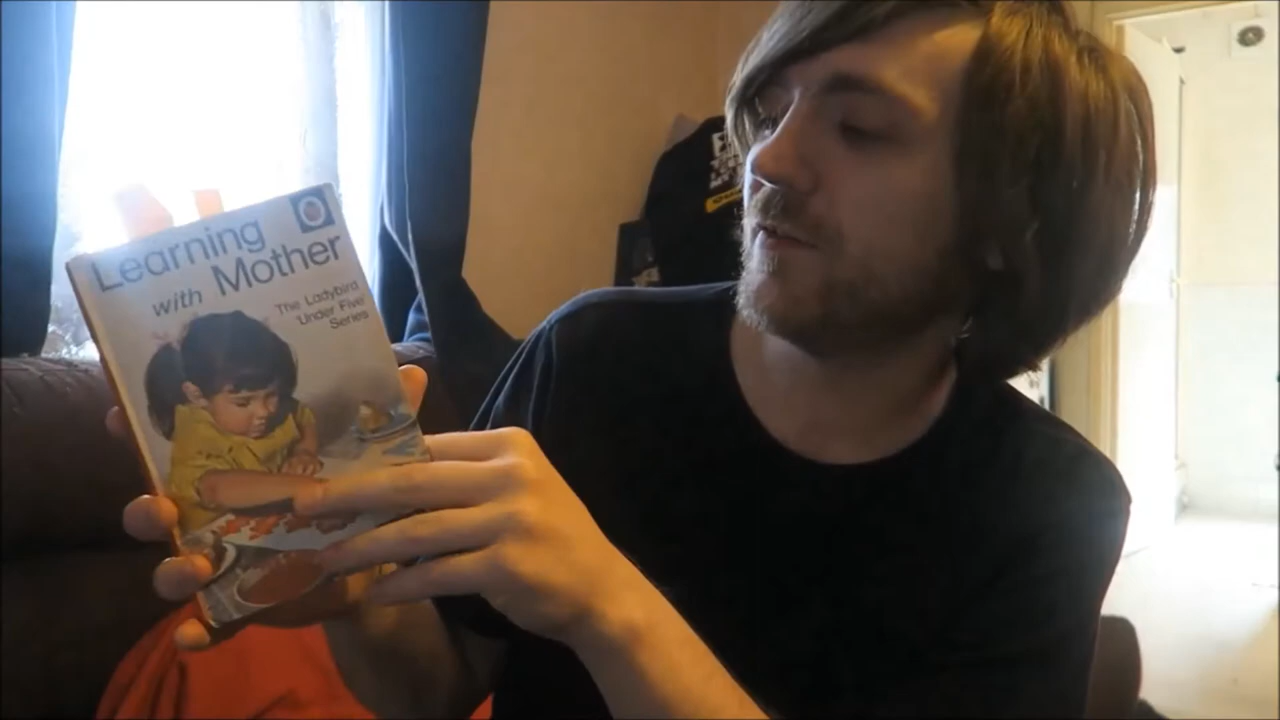 Learning
with Mother
The Ladybird
'Under Five'
Series